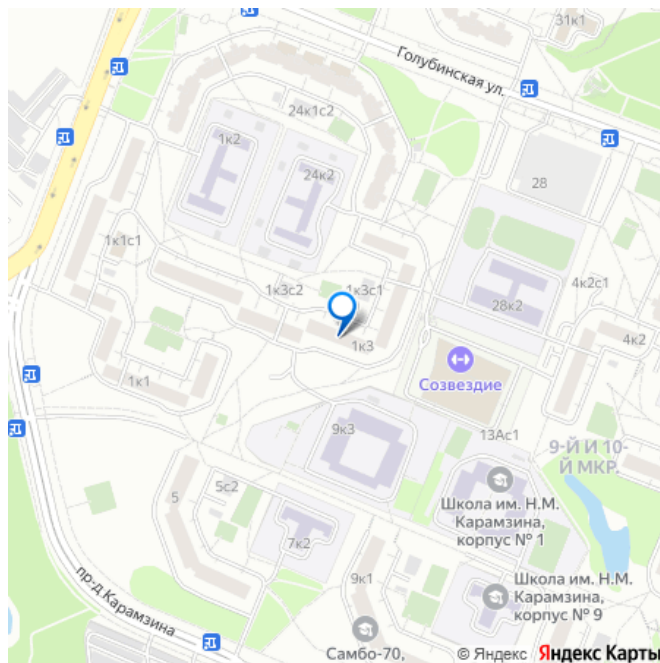 31к1
Голубинская ул.
24к1с2
1к2
24к2
28
1к1с1
1к3с2
1к3с1
4к2с1
28к2
4к2
1к3
Созвездие
1к1
9к3
13Ас1
9-Й И 10-
Й МКР.
5
5с2
Школа им. Н.М.
Карамзина,
корпус № 1
7к2
пр-д Карамзина
9к1
Школа им. Н.М.
Карамзина,
корпус № 9
Самбо-70,
© Яндекс Яндекс Карты